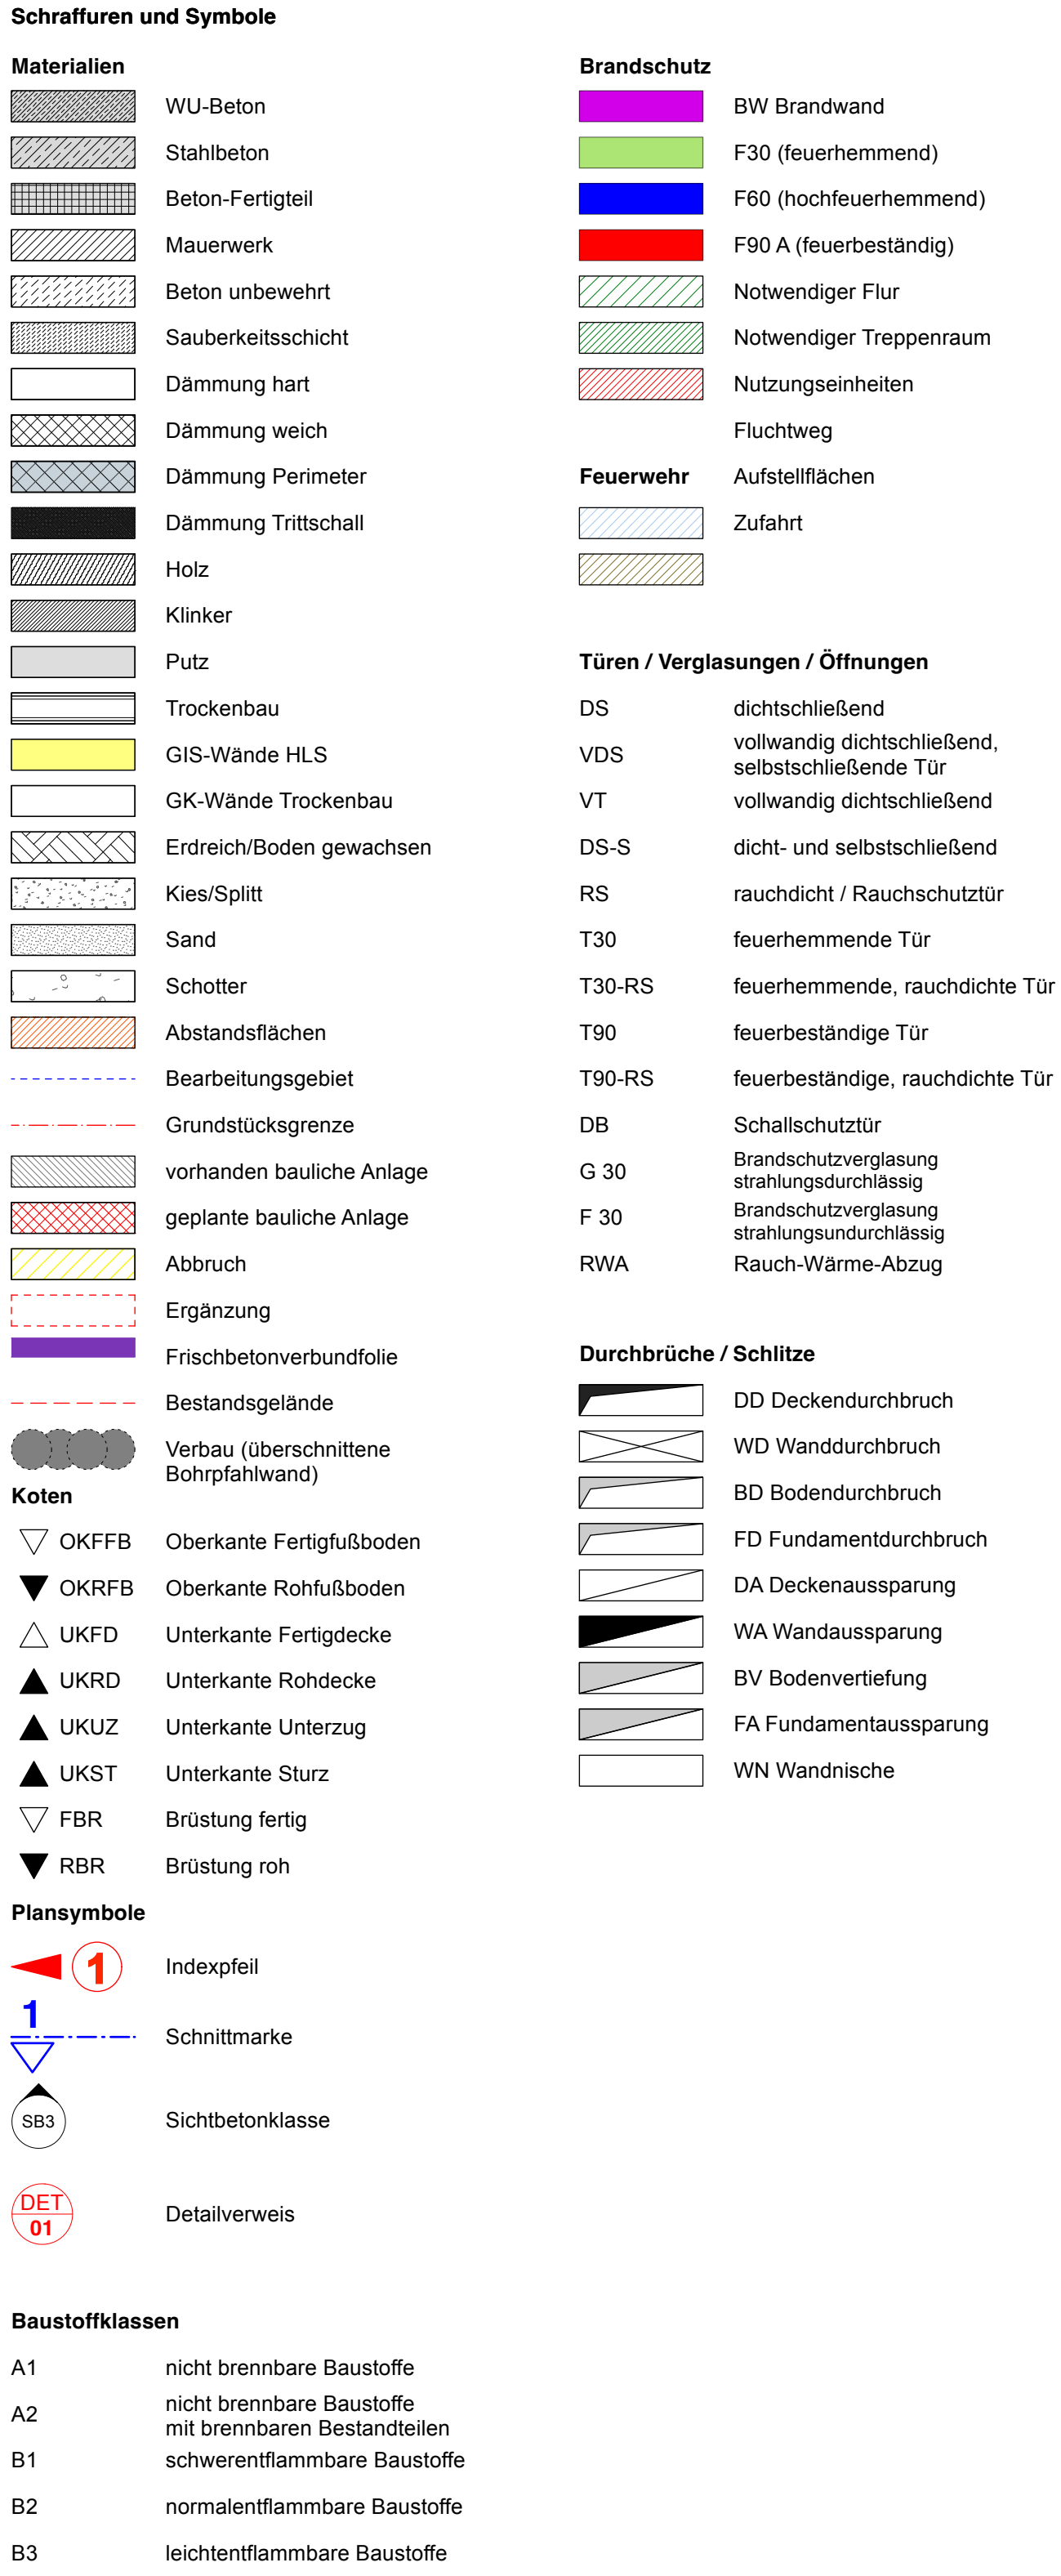 Schraffuren und Symbole
Materialien
WU-Beton
Stahlbeton
Beton-Fertigteil
Mauerwerk
Beton unbewehrt
Sauberkeitsschicht
Dämmung hart
Dämmung weich
Dämmung Perimeter
Dämmung Trittschall
Holz
Klinker
Putz
Trockenbau
GIS-Wände HLS
GK-Wände Trockenbau
Erdreich/Boden gewachsen
Kies/Splitt
Sand
Schotter
Abstandsflächen
Bearbeitungsgebiet
Grundstücksgrenze
vorhanden bauliche Anlage
geplante bauliche Anlage
Abbruch
Ergänzung
Frischbetonverbundfolie
Bestandsgelände
Verbau (überschnittene
Bohrpfahlwand)
Koten
OKFFB Oberkante Fertigfußboden
OKRFB Oberkante Rohfußboden
UKFD Unterkante Fertigdecke
UKRD Unterkante Rohdecke
UKUZ Unterkante Unterzug
UKST Unterkante Sturz
FBR Brüstung fertig
RBR Brüstung roh
Plansymbole
1 Indexpfeil
1
Schnittmarke
SB3 Sichtbetonklasse
DET
01
Detailverweis
Baustoffklassen
A1 nicht brennbare Baustoffe
A2 nicht brennbare Baustoffe
mit brennbaren Bestandteilen
B1 schwerentflammbare Baustoffe
B2 normalentflammbare Baustoffe
B3 leichtentflammbare Baustoffe
Brandschutz
BW Brandwand
F30 (feuerhemmend)
F60 (hochfeuerhemmend)
F90 A (feuerbeständig)
Notwendiger Flur
Notwendiger Treppenraum
Nutzungseinheiten
Fluchtweg
Feuerwehr Aufstellflächen
Zufahrt
Türen / Verglasungen / Öffnungen
DS dichtschließend
VDS vollwandig dichtschließend,
selbstschließende Tür
VT vollwandig dichtschließend
DS-S dicht- und selbstschließend
RS rauchdicht / Rauchschutztür
T30 feuerhemmende Tür
T30-RS feuerhemmende, rauchdichte Tür
T90 feuerbeständige Tür
T90-RS feuerbeständige, rauchdichte Tür
DB Schallschutztür
G 30 Brandschutzverglasung
strahlungsdurchlässig
F 30 Brandschutzverglasung
strahlungsundurchlässig
RWA Rauch-Wärme-Abzug
Durchbrüche / Schlitze
DD Deckendurchbruch
WD Wanddurchbruch
BD Bodendurchbruch
FD Fundamentdurchbruch
DA Deckenaussparung
WA Wandaussparung
BV Bodenvertiefung
FA Fundamentaussparung
WN Wandnische